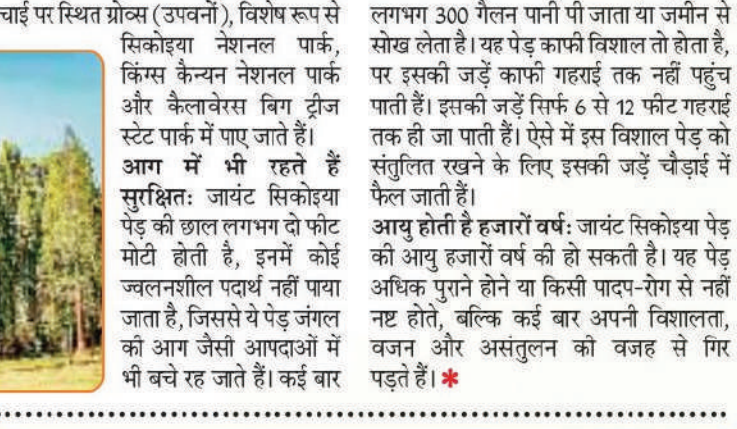 चाई पर स्थित ग्रोव्स (उपवनों), विशेष रूप से
सिकोइया नेशनल पार्क,
किंग्स कैन्यन नेशनल पार्क
और कैलावेरस बिग ट्रीज
स्टेट पार्क में पाए जाते हैं।
आग में भी रहते हैं
सुरक्षित: जायंट सिकोइया
पेड़ की छाल लगभग दो फीट
मोटी होती है, इनमें कोई
ज्वलनशील पदार्थ नहीं पाया
जाता है, जिससे ये पेड़ जंगल
की आग जैसी आपदाओं में
भी बचे रह जाते हैं। कई बार
लगभग 300 गैलन पानी पी जाता या जमीन से
सोख लेता है। यह पेड़ काफी विशाल तो होता है,
पर इसकी जड़ें काफी गहराई तक नहीं पहुंच
पाती हैं। इसकी जड़ें सिर्फ 6 से 12 फीट गहराई
तक ही जा पाती हैं। ऐसे में इस विशाल पेड़ को
संतुलित रखने के लिए इसकी जड़ें चौड़ाई में
फैल जाती हैं।
आयु होती है हजारों वर्ष: जायंट सिकोइया पेड़
की आयु हजारों वर्ष की हो सकती है। यह पेड़
अधिक पुराने होने या किसी पादप-रोग से नहीं
नष्ट होते, बल्कि कई बार अपनी विशालता,
वजन और असंतुलन की वजह से गिर
पड़ते हैं। *